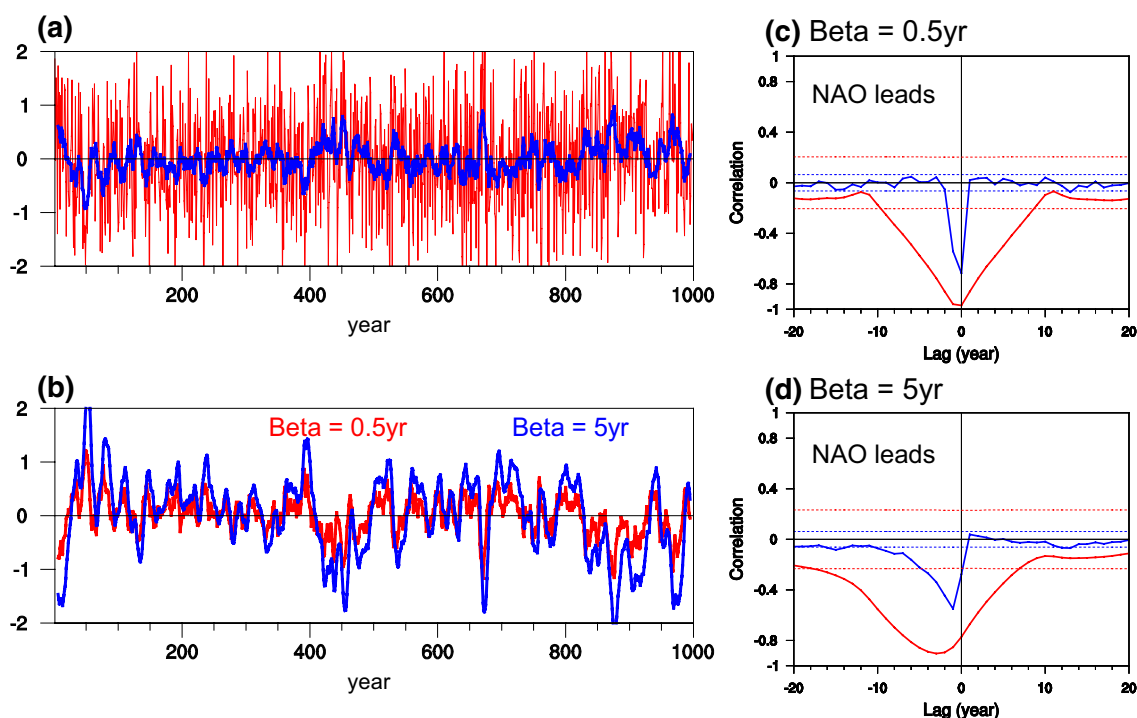 (a)
2
1
0
-1
-2
200 400 600 800 1000
year
(b)
Beta = 0.5yr Beta = 5yr
2
1
0
-1
-2
200 400 600 800 1000
year
(c) Beta = 0.5yr
NAO leads
Correlation
1
0.8
0.4
0
-0.4
-0.8
-1
-20 -10 0 10 20
Lag (year)
(d) Beta = 5yr
NAO leads
Correlation
1
0.8
0.4
0
-0.4
-0.8
-1
-20 -10 0 10 20
Lag (year)